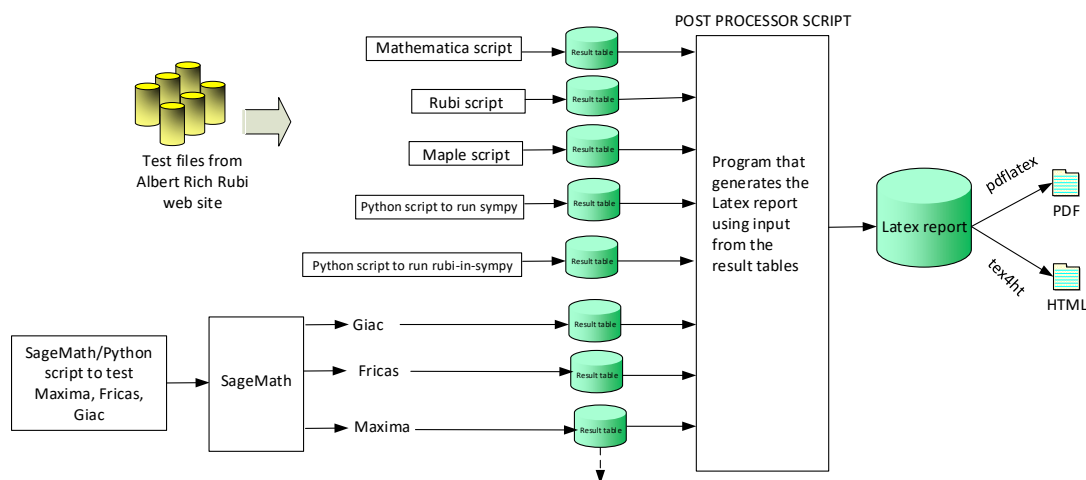 POST PROCESSOR SCRIPT
Mathematica script
Result table
Rubi script
Result table
Maple script
Result table
Python script to run sympy
Result table
Python script to run rubi-in-sympy
Result table
Test files from
Albert Rich Rubi
web site
Program that
generates the
Latex report
using input
from the
result tables
Latex report
pdflatex
PDF
tex4ht
HTML
SageMath/Python
script to test
Maxima, Fricas,
Giac
SageMath
Giac
Result table
Fricas
Result table
Maxima
Result table